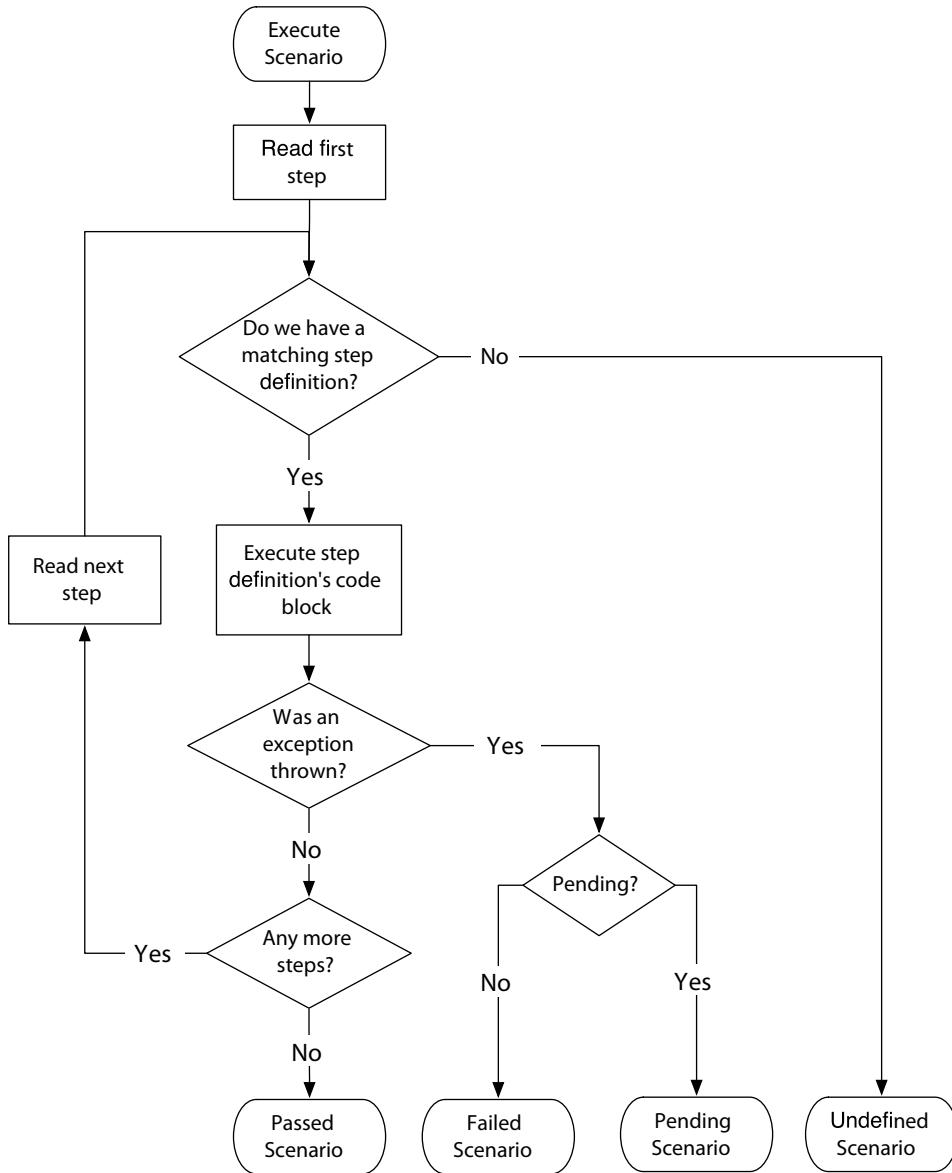 Execute
Scenario
Read first
step
Do we have a
matching step
definition?
No
Yes
Read next
step
Execute step
definition's code
block
Was an
exception
thrown?
Yes
No
Pending?
Any more
steps?
Yes
No
Yes
No
Passed
Scenario
Failed
Scenario
Pending
Scenario
Undefined
Scenario